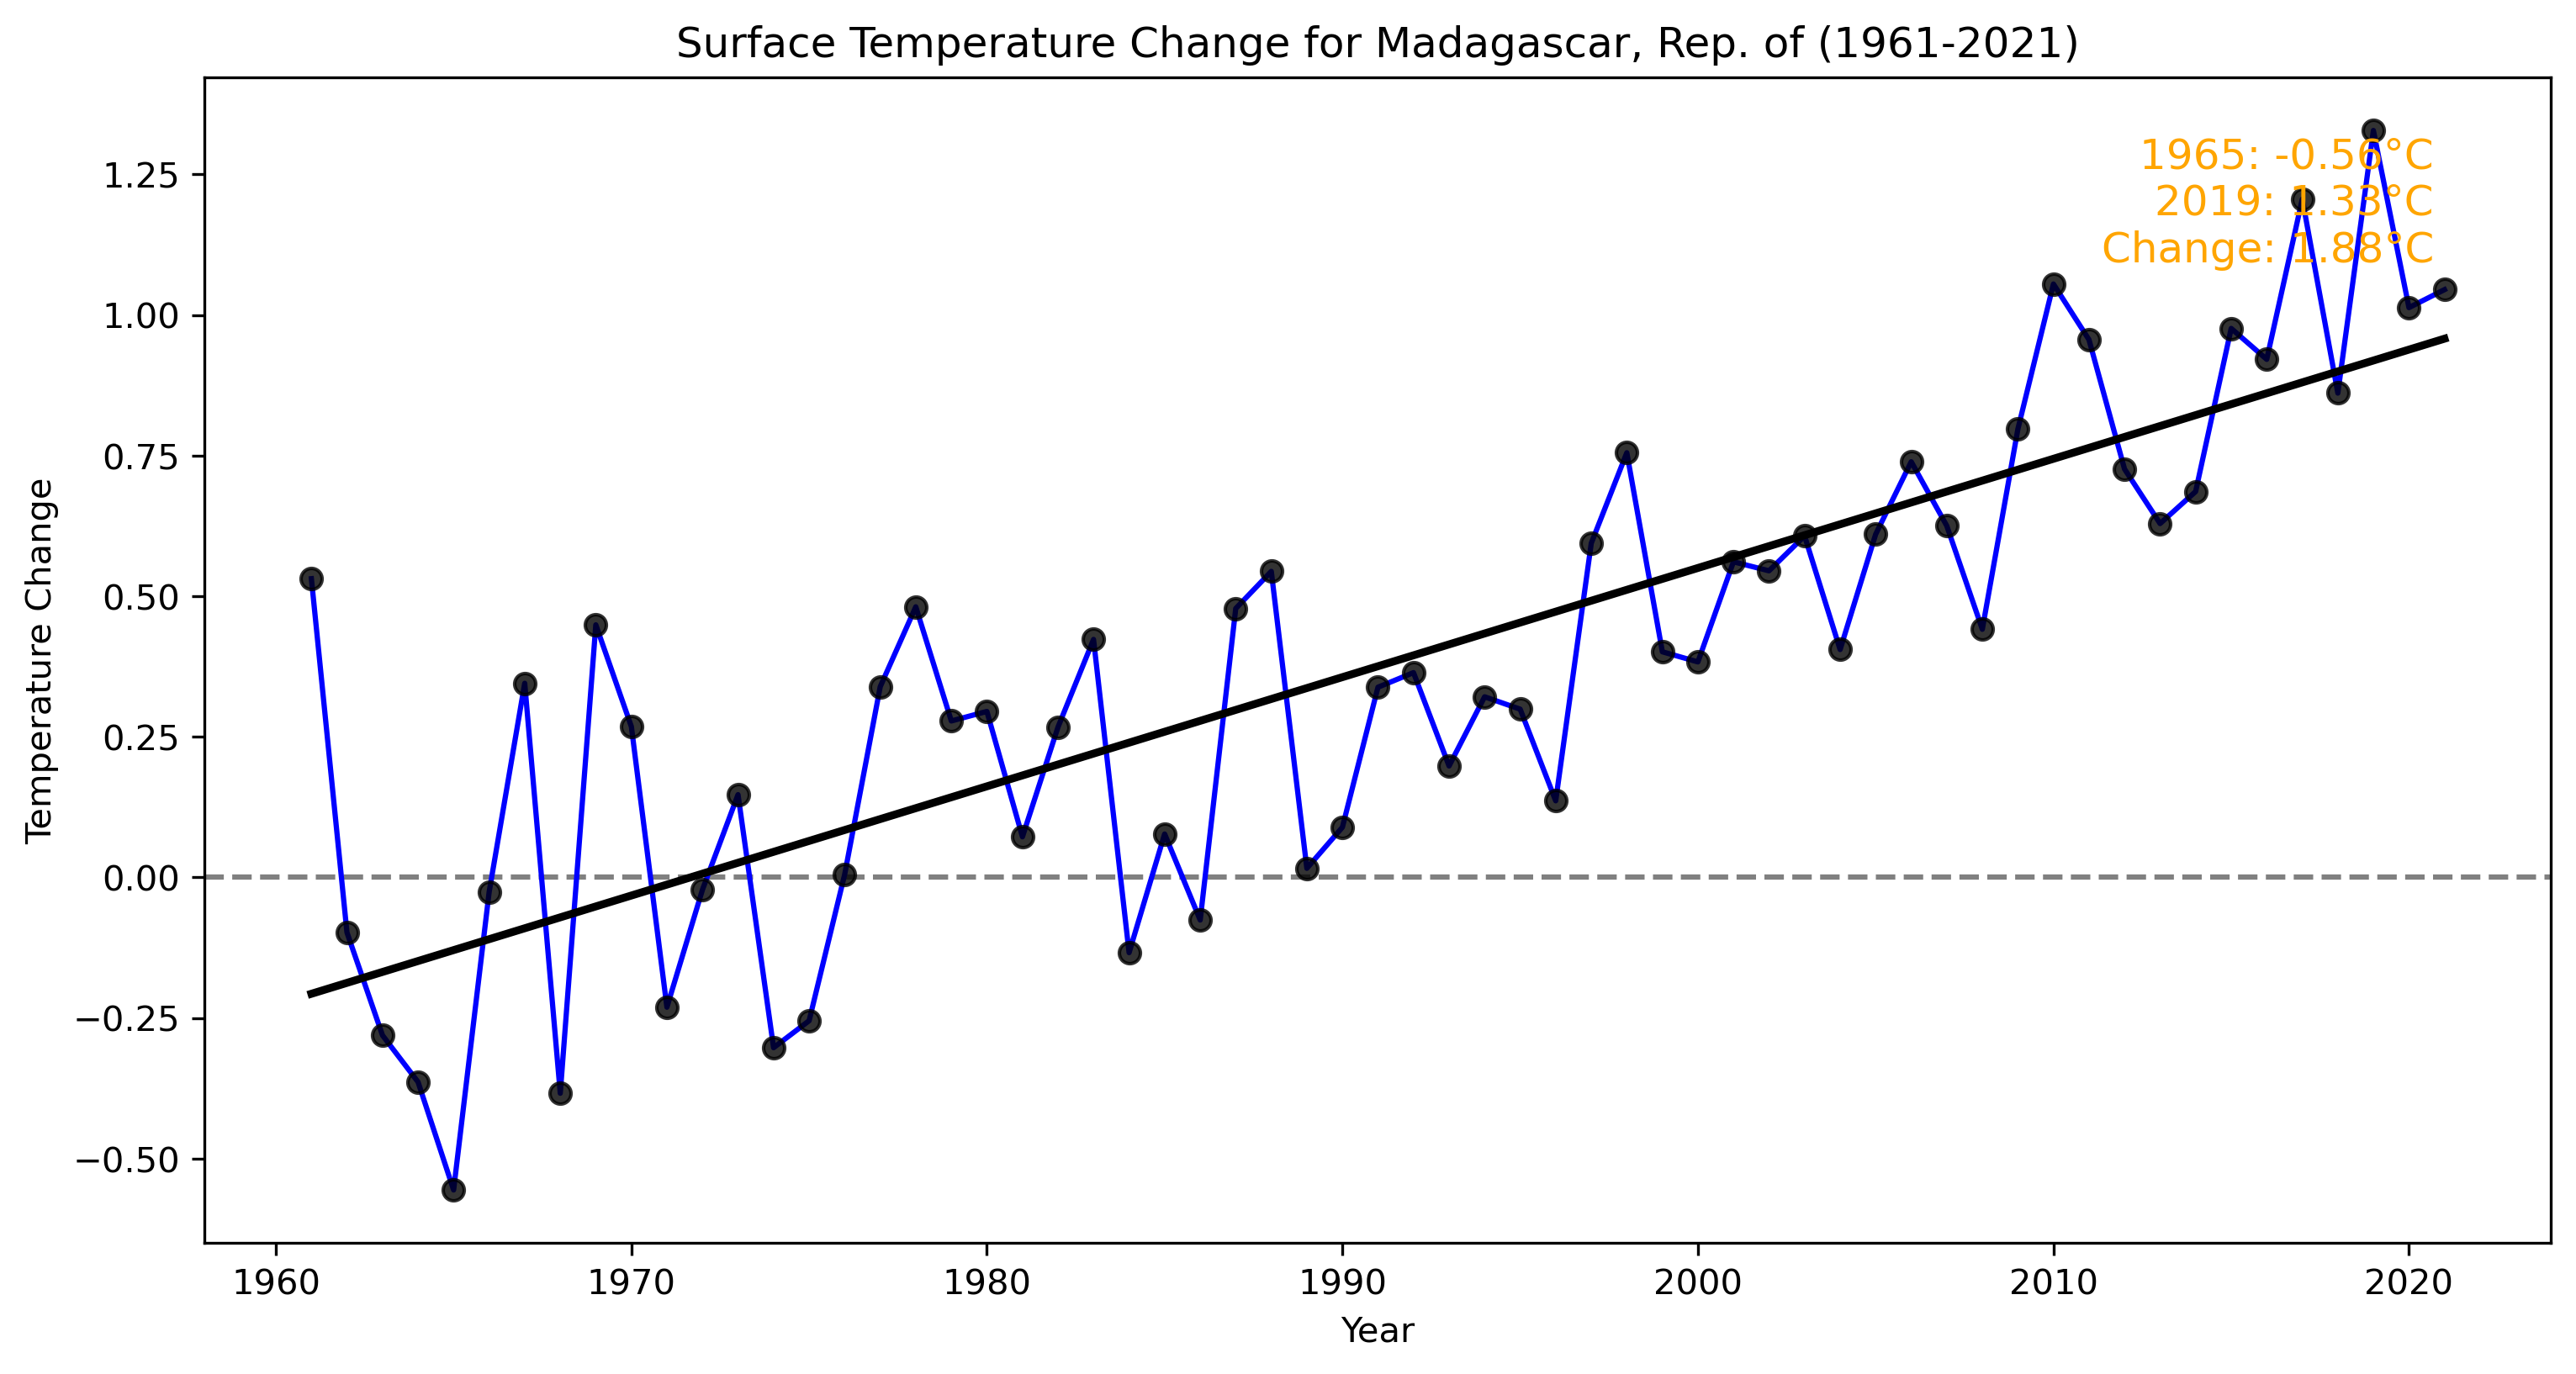 Surface Temperature Change for Madagascar, Rep. of (1961-2021)
1965: -0.56°C
2019: 1.33°C
Change: 1.88°C
Temperature Change
1.25
1.00
0.75
0.50
0.25
0.00
−0.25
−0.50
1960 1970 1980 1990 2000 2010 2020
Year